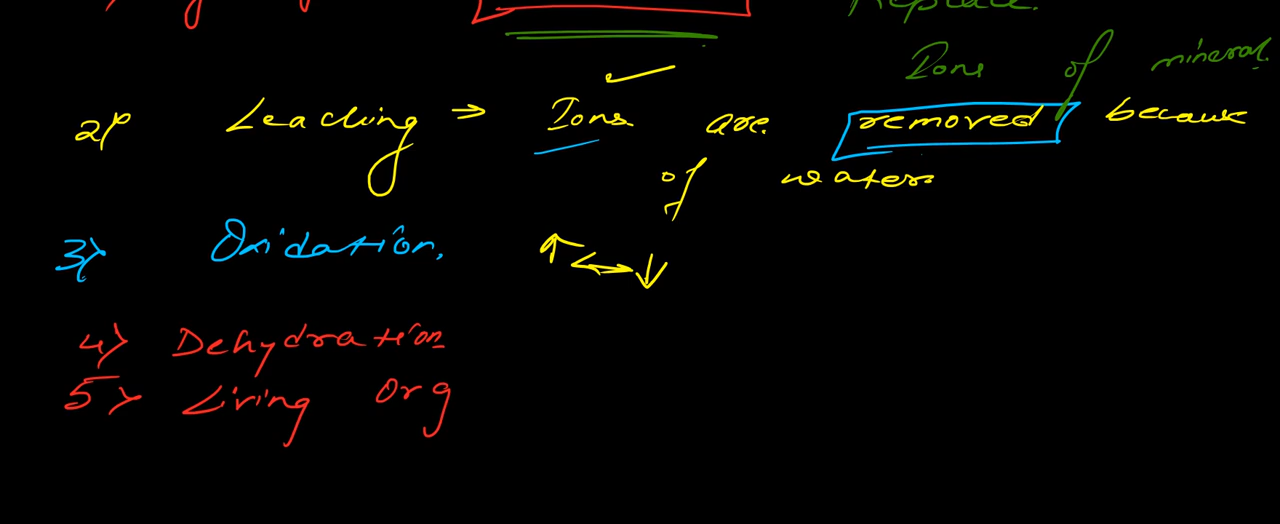 Replace.
Ions of mineral.
2) Leaching ⇒ Ions are removed because
of water
3) Oxidation. ↑ ↔ ↓
4) Dehydration
5) Living Org